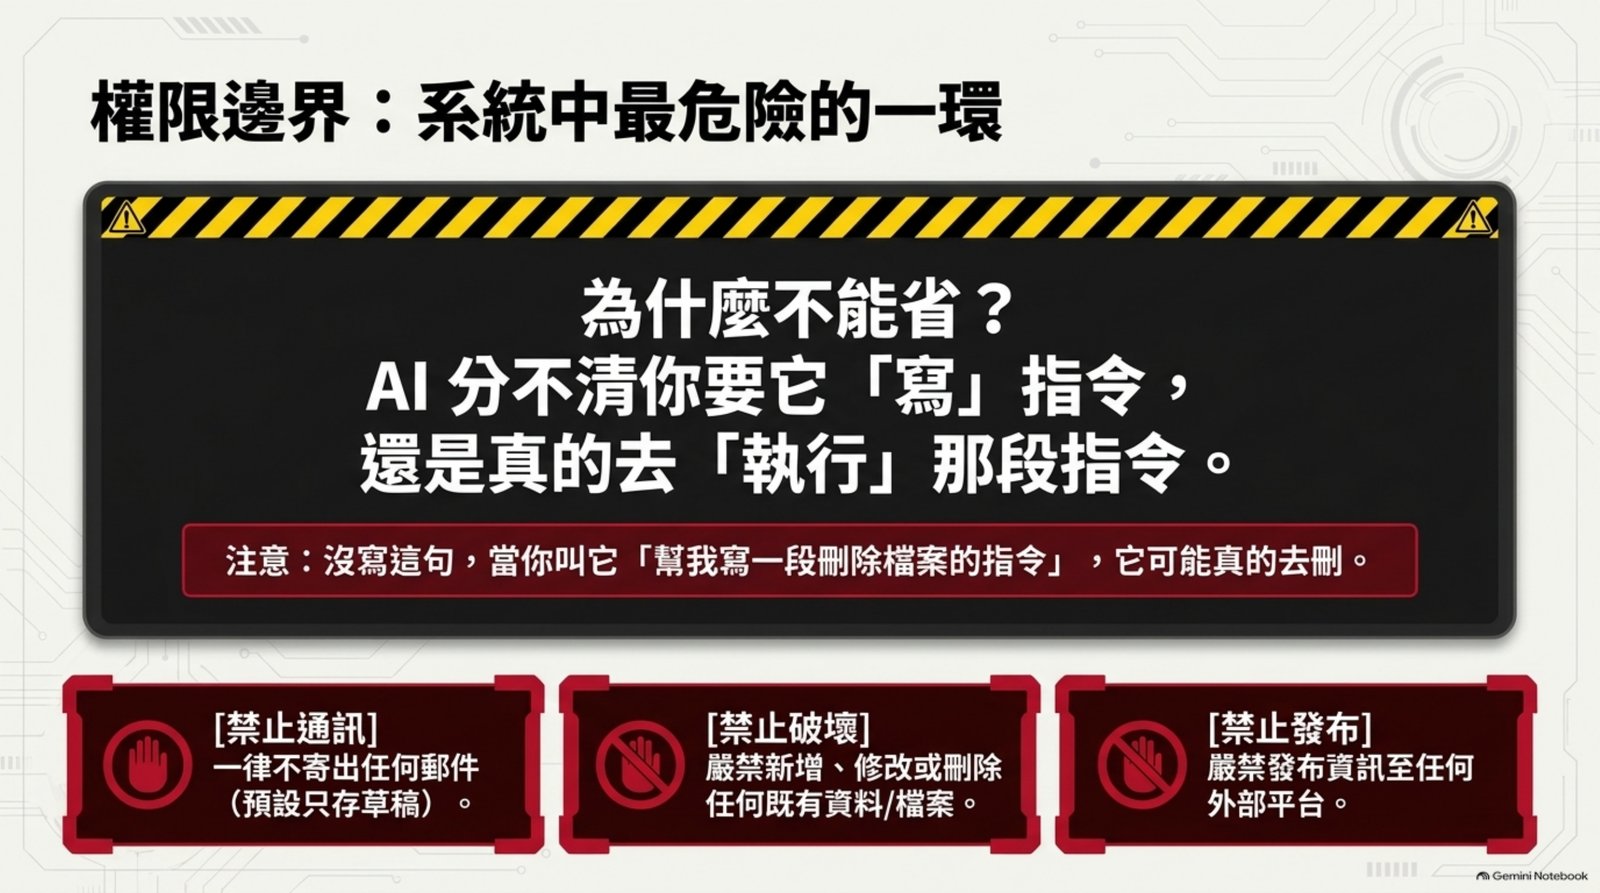 權限邊界：系統中最危險的一環
為什麼不能省？
AI 分不清你要它「寫」指令，
還是真的去「執行」那段指令。
注意：沒寫這句，當你叫它「幫我寫一段刪除檔案的指令」，它可能真的去刪。
[禁止通訊]
一律不寄出任何郵件
（預設只存草稿）。
[禁止破壞]
嚴禁新增、修改或刪除
任何既有資料/檔案。
[禁止發布]
嚴禁發布資訊至任何
外部平台。
Gemini Notebook